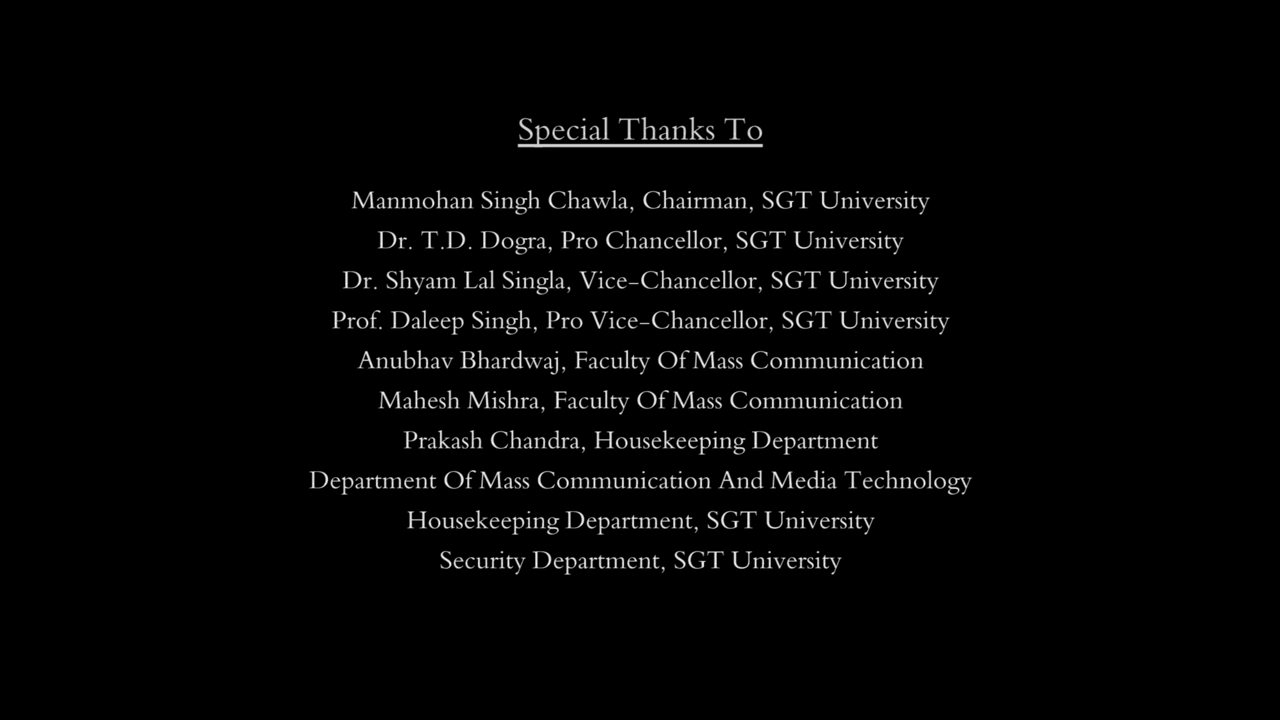 Special Thanks To
Manmohan Singh Chawla, Chairman, SGT University
Dr. T.D. Dogra, Pro Chancellor, SGT University
Dr. Shyam Lal Singla, Vice-Chancellor, SGT University
Prof. Daleep Singh, Pro Vice-Chancellor, SGT University
Anubhav Bhardwaj, Faculty Of Mass Communication
Mahesh Mishra, Faculty Of Mass Communication
Prakash Chandra, Housekeeping Department
Department Of Mass Communication And Media Technology
Housekeeping Department, SGT University
Security Department, SGT University